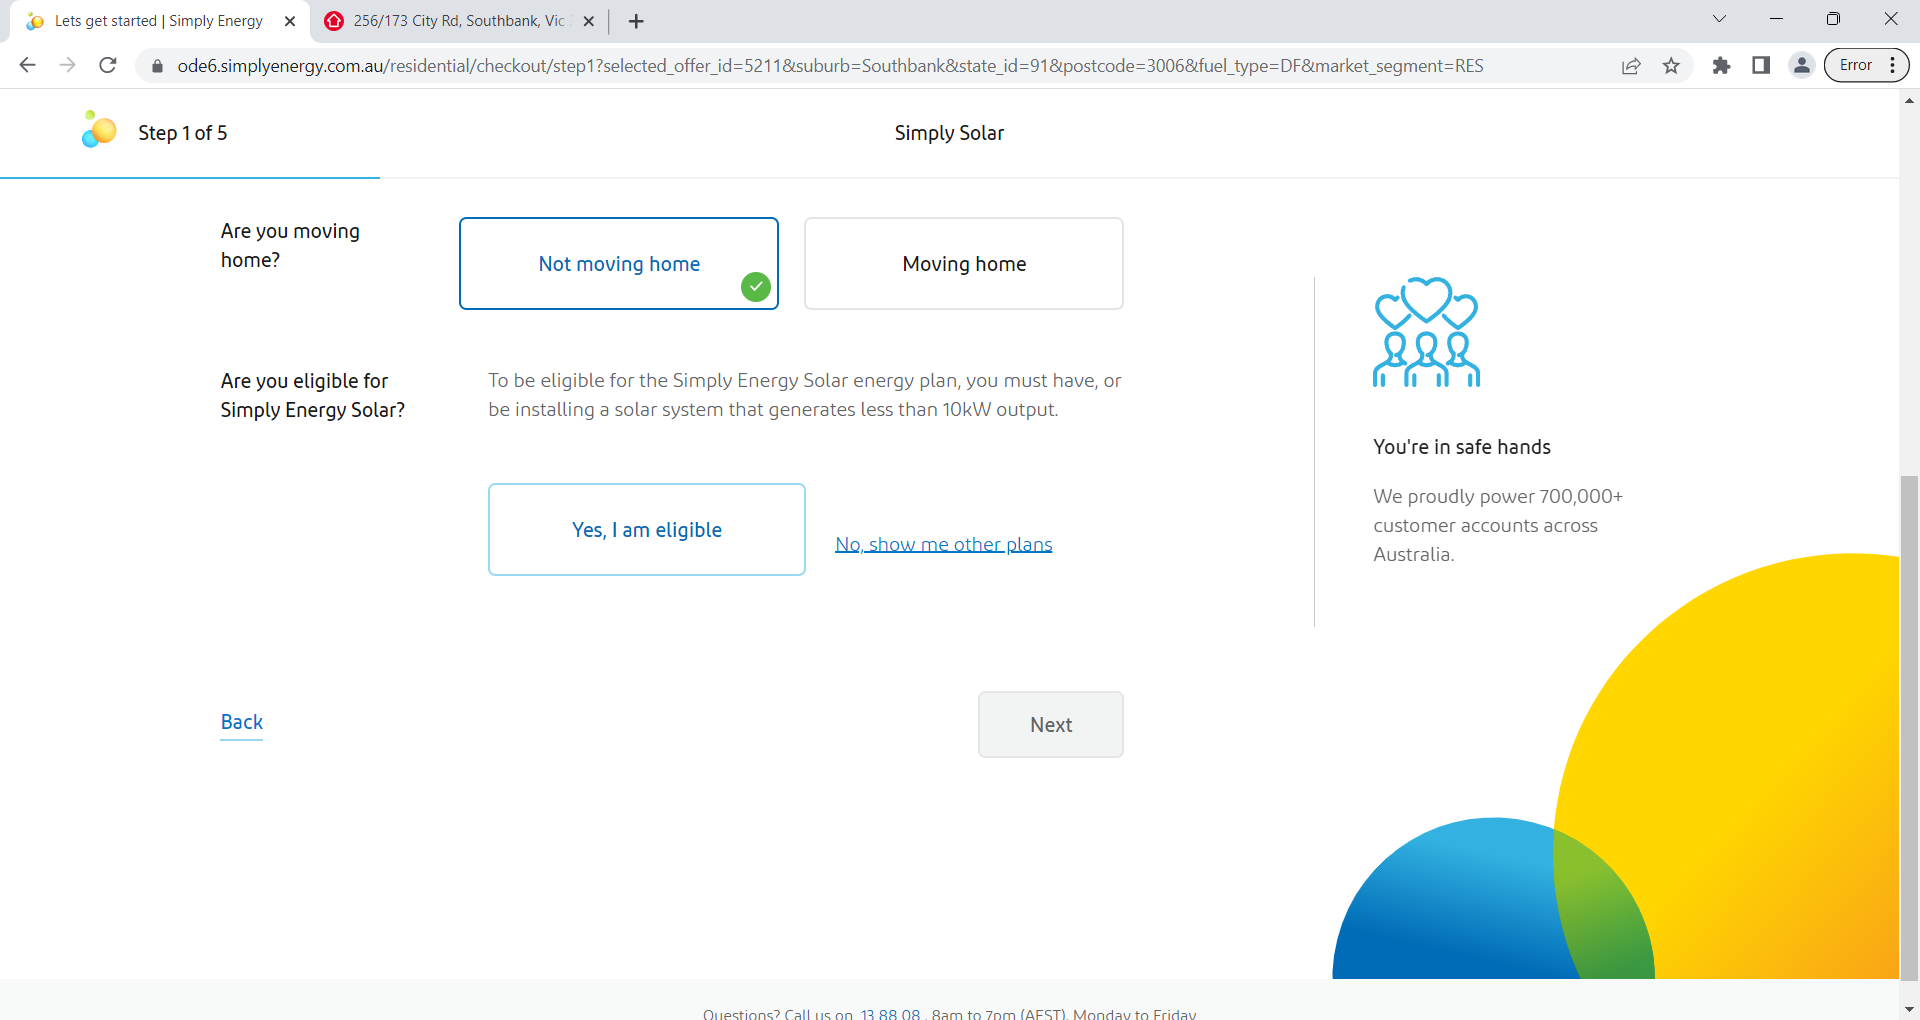 Lets get started | Simply Energy
256/173 City Rd, Southbank, Vic
ode6.simplyenergy.com.au/residential/checkout/step1?selected_offer_id=5211&suburb=Southbank&state_id=91&postcode=3006&fuel_type=DF&market_segment=RES
Error
Step 1 of 5
Simply Solar
Are you moving
home?
Not moving home
Moving home
Are you eligible for
Simply Energy Solar?
To be eligible for the Simply Energy Solar energy plan, you must have, or
be installing a solar system that generates less than 10kW output.
Yes, I am eligible
No, show me other plans
You're in safe hands
We proudly power 700,000+
customer accounts across
Australia.
Back
Next
Questions? Call us on 13 88 08 , 8am to 7pm (AEST), Monday to Friday